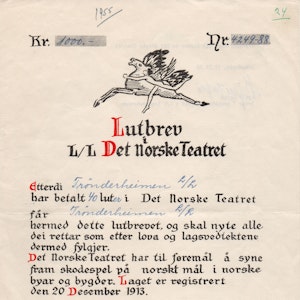 1955
24
Kr. 1000.- Nr. 4249-88
Lutbrev
i
L/L Det Norske Teatret
Etterdi Trønderheimen L/L
har betalt 40 luter i Det Norske Teatret
får Trønderheimen L/L
hermed dette lutbrevet, og skal nyte alle
dei rettar som etter lova og lagsvedtektene
dermed fylgjer.
Det Norske Teatret har til føremål å syne
fram skodespel på norskt mål i norske
byar og bygder. Laget er registrert
den 20 Desember 1913.